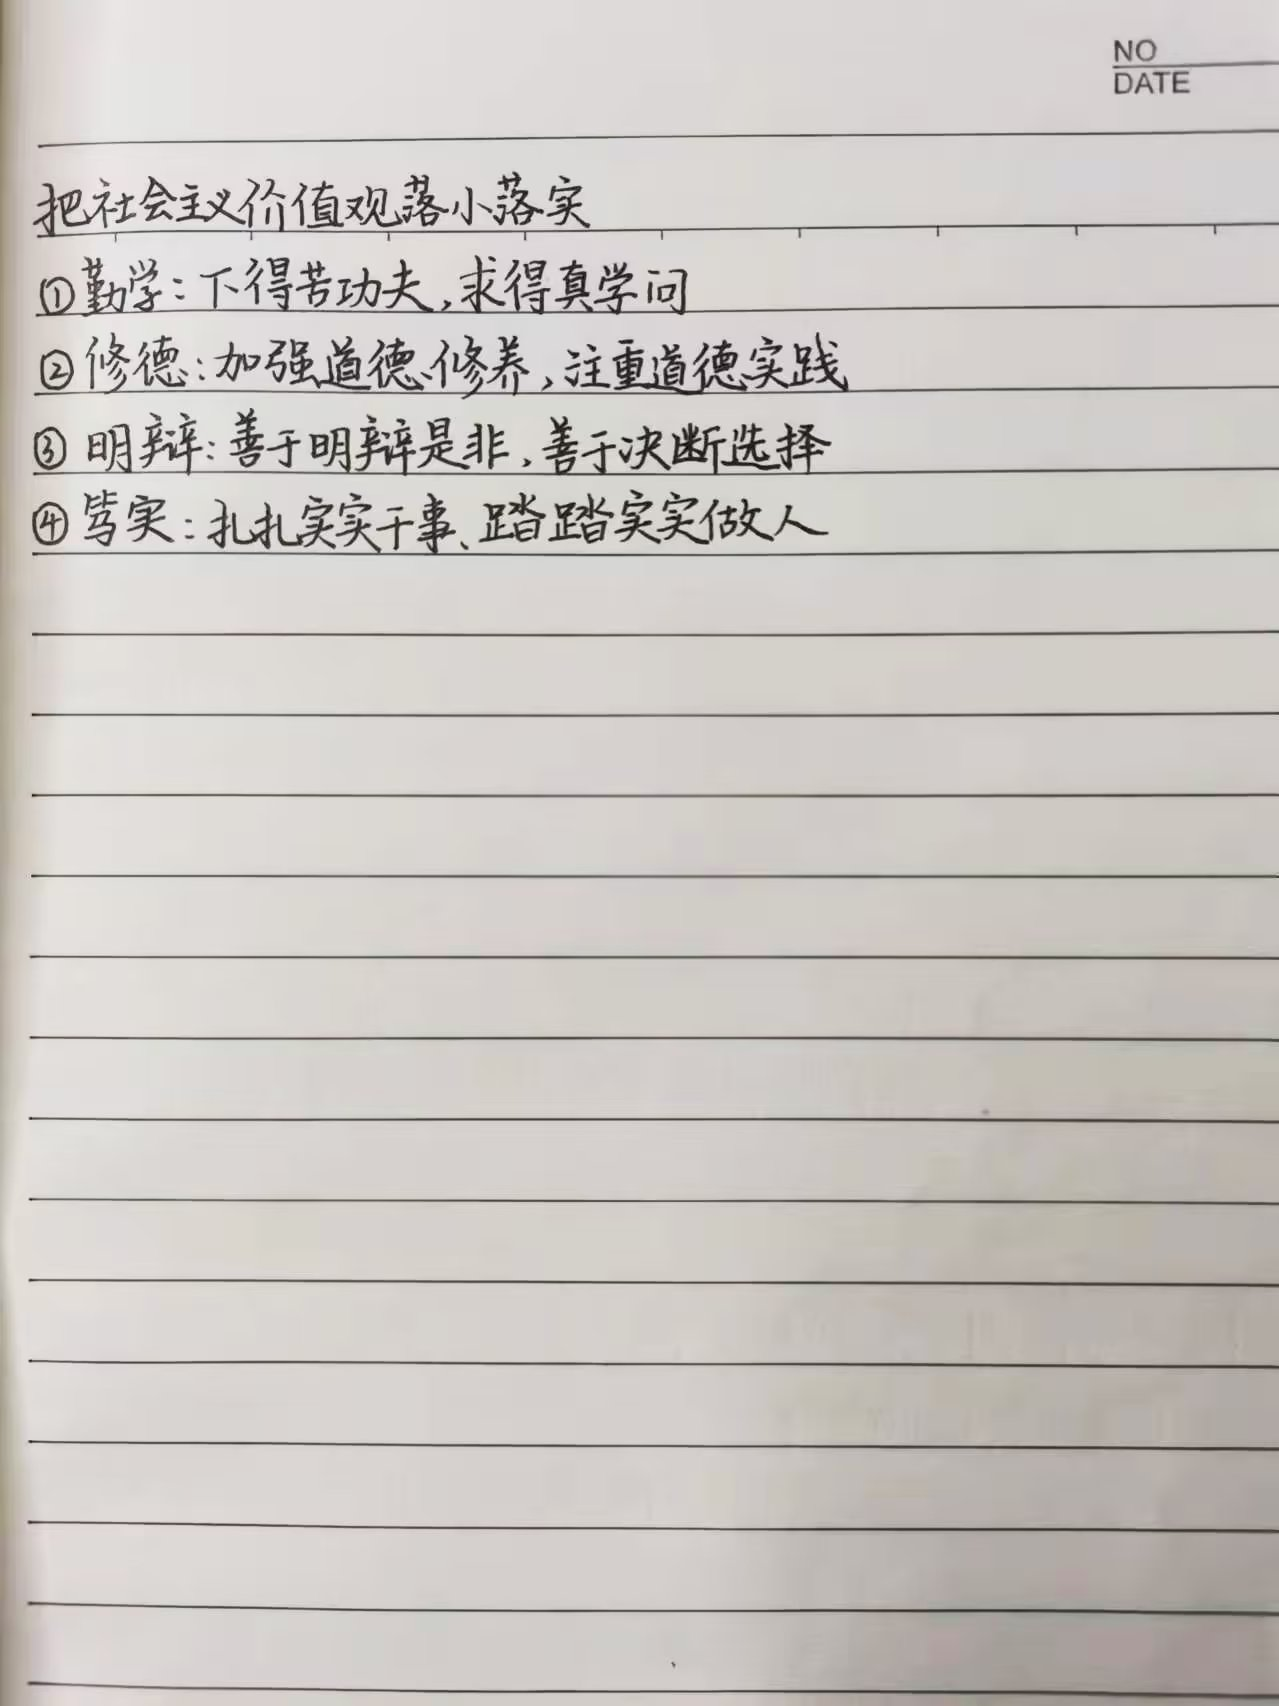 NO
DATE
把社会主义价值观落小落实
①勤学：下得苦功夫，求得真学问
②修德：加强道德修养，注重道德实践
③明辩：善于明辩是非，善于决断选择
④笃实：扎扎实实干事、踏踏实实做人